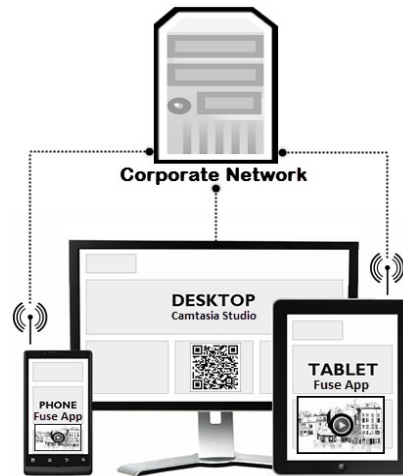 Corporate Network
DESKTOP
Camtasia Studio
TABLET
Fuse App
PHONE
Fuse App